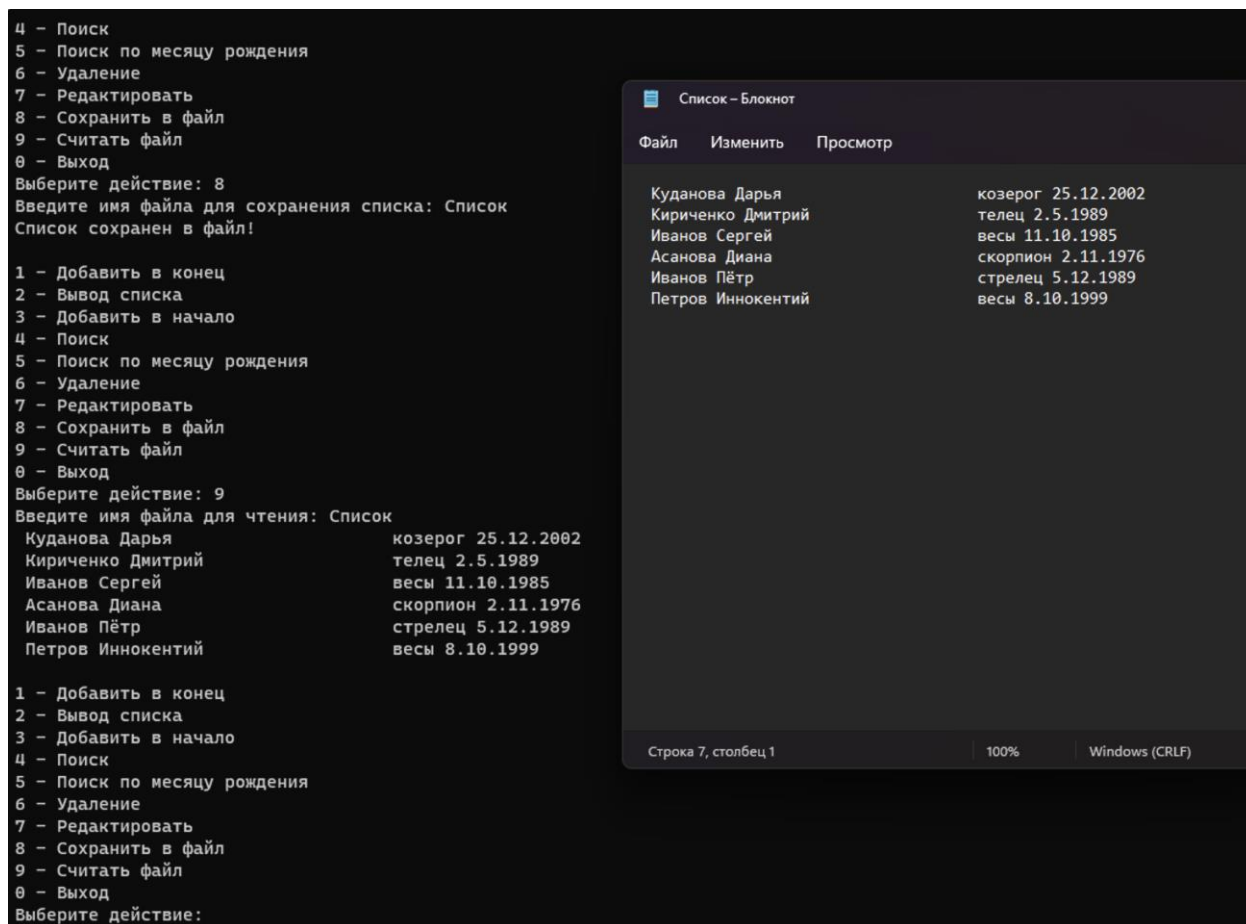 4 - Поиск
5 - Поиск по месяцу рождения
6 - Удаление
7 - Редактировать
8 - Сохранить в файл
9 - Считать файл
0 - Выход
Выберите действие: 8
Введите имя файла для сохранения списка: Список
Список сохранен в файл!
1 - Добавить в конец
2 - Вывод списка
3 - Добавить в начало
4 - Поиск
5 - Поиск по месяцу рождения
6 - Удаление
7 - Редактировать
8 - Сохранить в файл
9 - Считать файл
0 - Выход
Выберите действие: 9
Введите имя файла для чтения: Список
Куданова Дарья козерог 25.12.2002
Кириченко Дмитрий телец 2.5.1989
Иванов Сергей весы 11.10.1985
Асанова Диана скорпион 2.11.1976
Иванов Пётр стрелец 5.12.1989
Петров Иннокентий весы 8.10.1999
1 - Добавить в конец
2 - Вывод списка
3 - Добавить в начало
4 - Поиск
5 - Поиск по месяцу рождения
6 - Удаление
7 - Редактировать
8 - Сохранить в файл
9 - Считать файл
0 - Выход
Выберите действие:
Список – Блокнот
Файл Изменить Просмотр
Куданова Дарья козерог 25.12.2002
Кириченко Дмитрий телец 2.5.1989
Иванов Сергей весы 11.10.1985
Асанова Диана скорпион 2.11.1976
Иванов Пётр стрелец 5.12.1989
Петров Иннокентий весы 8.10.1999
Строка 7, столбец 1 100% Windows (CRLF)